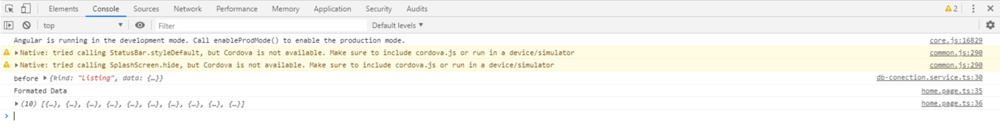 Elements Console Sources Network Performance Memory Application Security Audits 2
top Filter Default levels
Angular is running in the development mode. Call enableProdMode() to enable the production mode. core.js:16829
Native: tried calling StatusBar.styleDefault, but Cordova is not available. Make sure to include cordova.js or run in a device/simulator common.js:290
Native: tried calling SplashScreen.hide, but Cordova is not available. Make sure to include cordova.js or run in a device/simulator common.js:290
before {kind: "Listing", data: {…}} db-conection.service.ts:30
Formated Data home.page.ts:35
(10) [{…}, {…}, {…}, {…}, {…}, {…}, {…}, {…}, {…}, {…}] home.page.ts:36